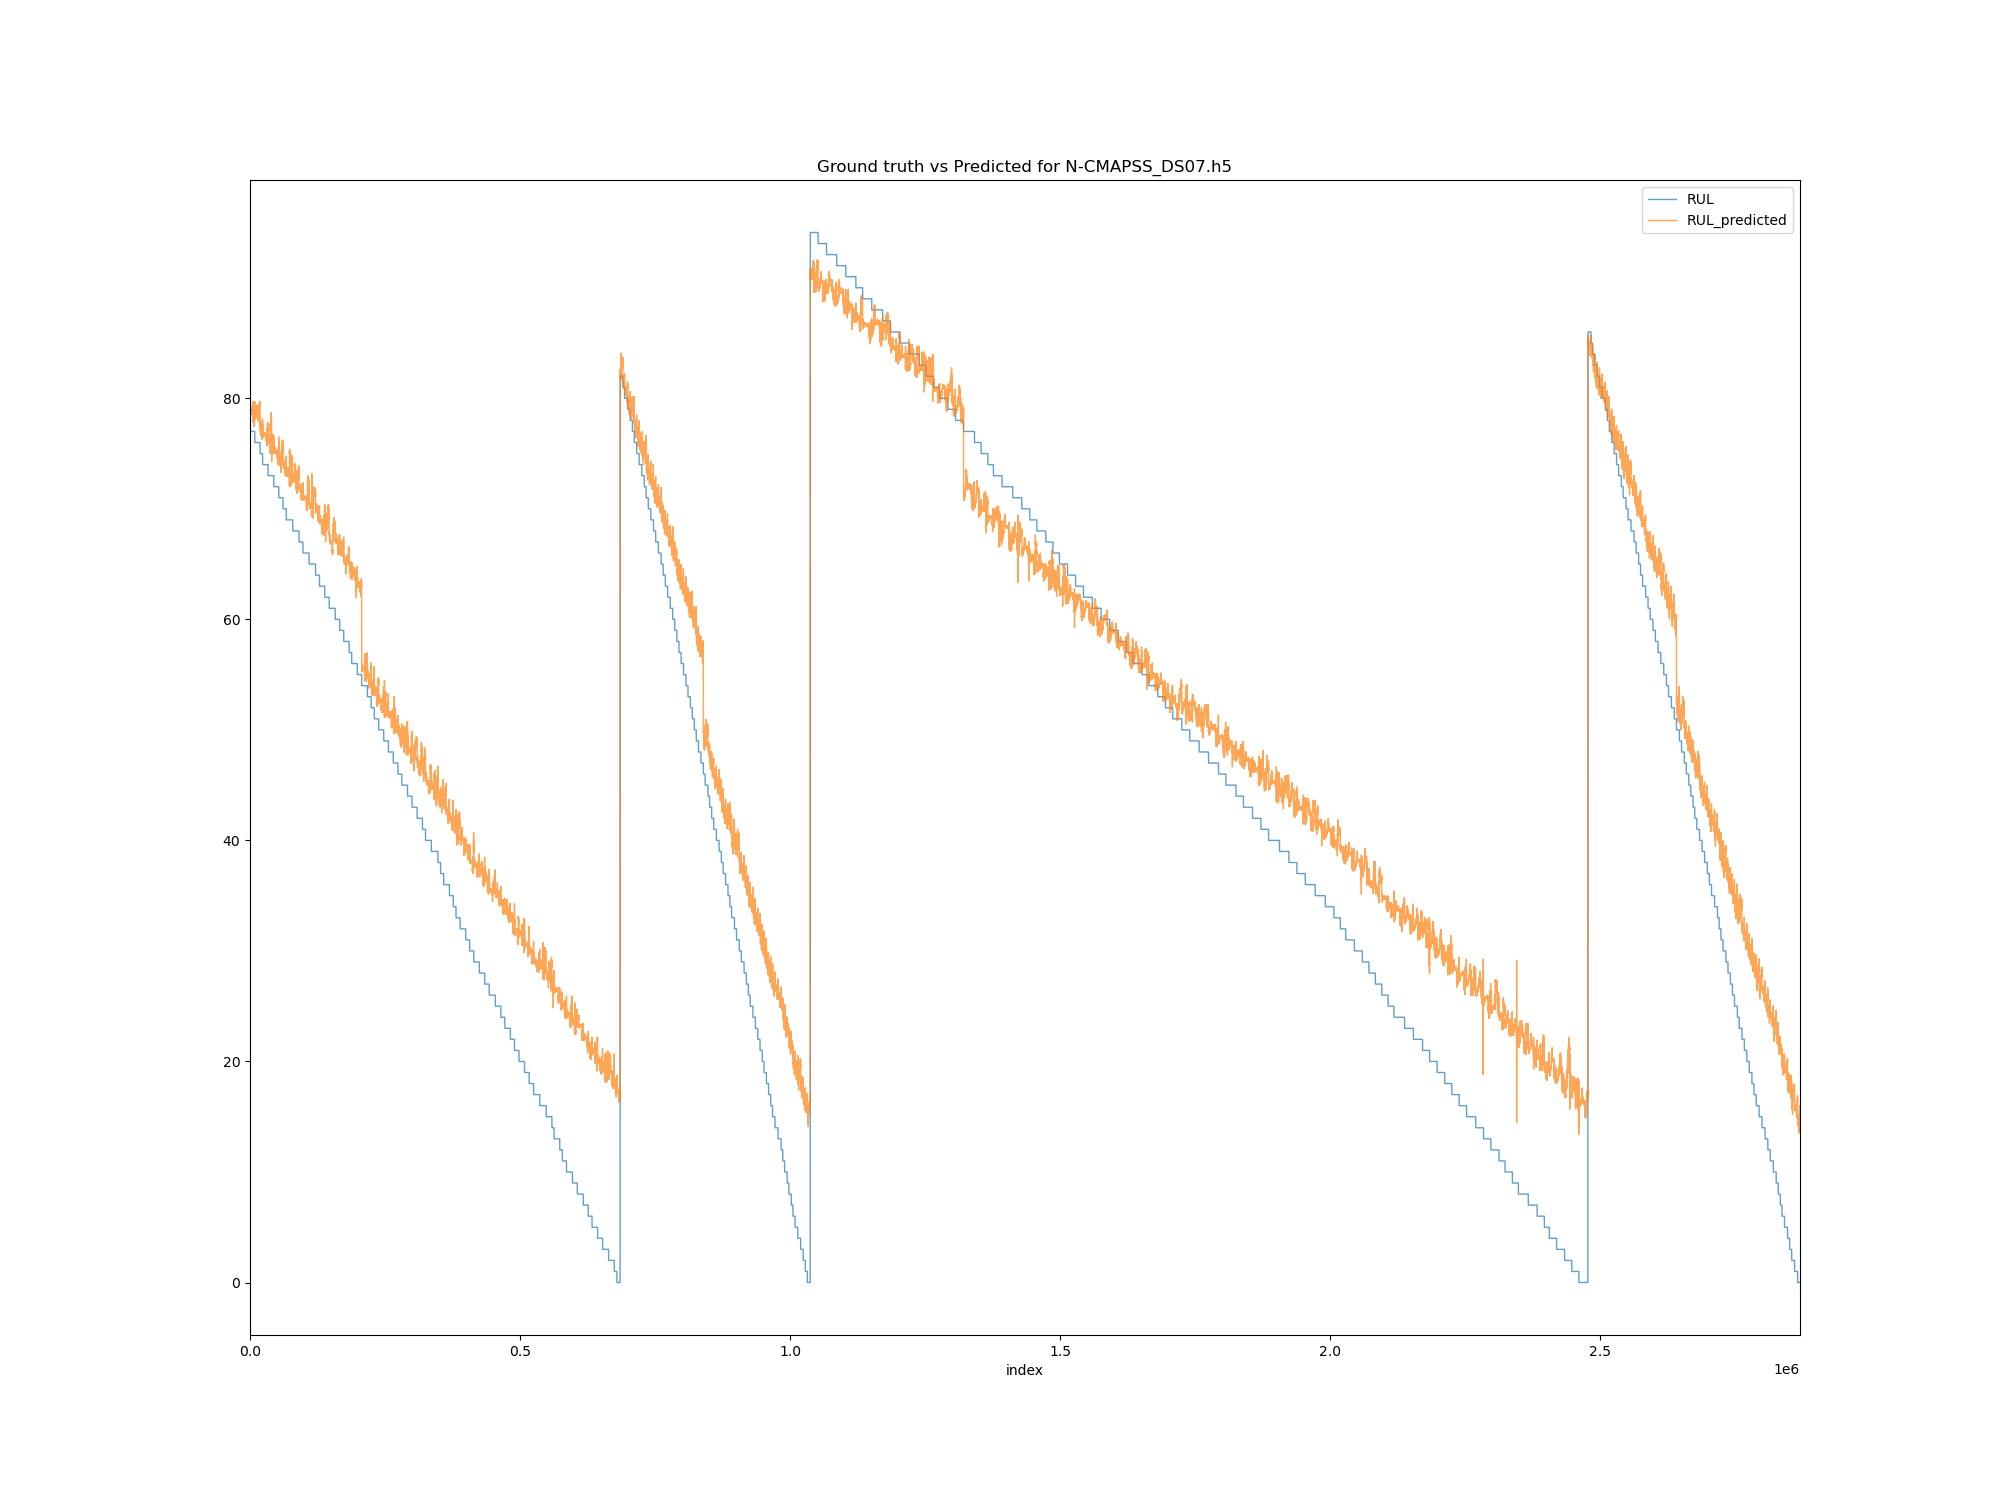 Ground truth vs Predicted for N-CMAPSS_DS07.h5
RUL
RUL_predicted
80
60
40
20
0
0.0 0.5 1.0 1.5 2.0 2.5
1e6
index